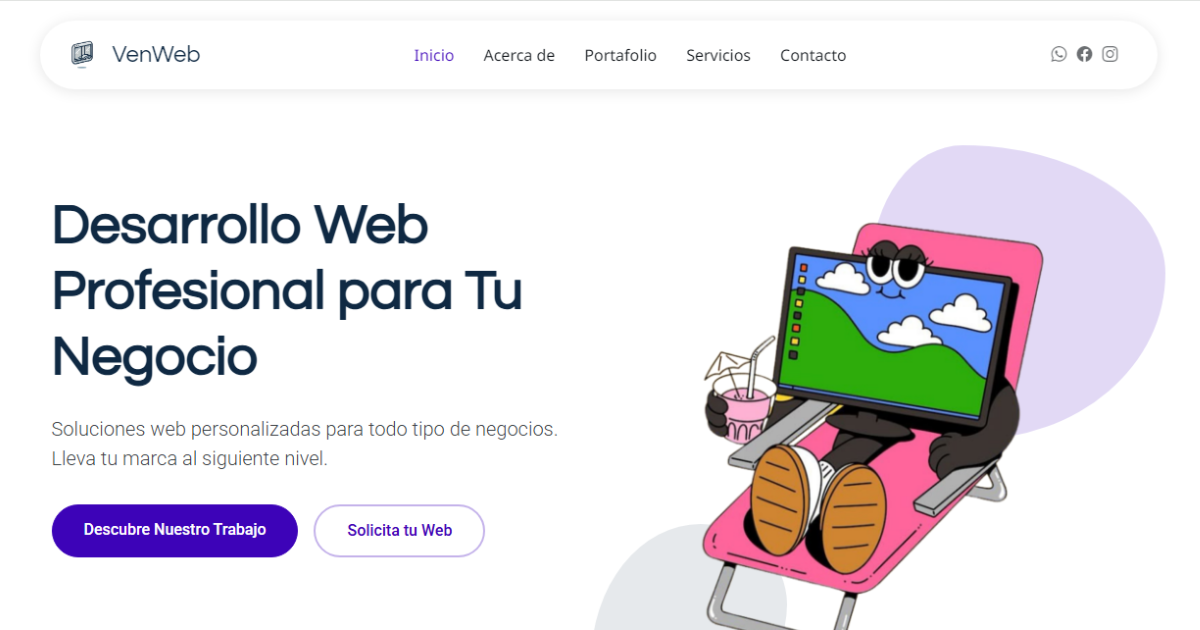 VenWeb
Inicio Acerca de Portafolio Servicios Contacto
Desarrollo Web
Profesional para Tu
Negocio
Soluciones web personalizadas para todo tipo de negocios.
Lleva tu marca al siguiente nivel.
Descubre Nuestro Trabajo Solicita tu Web